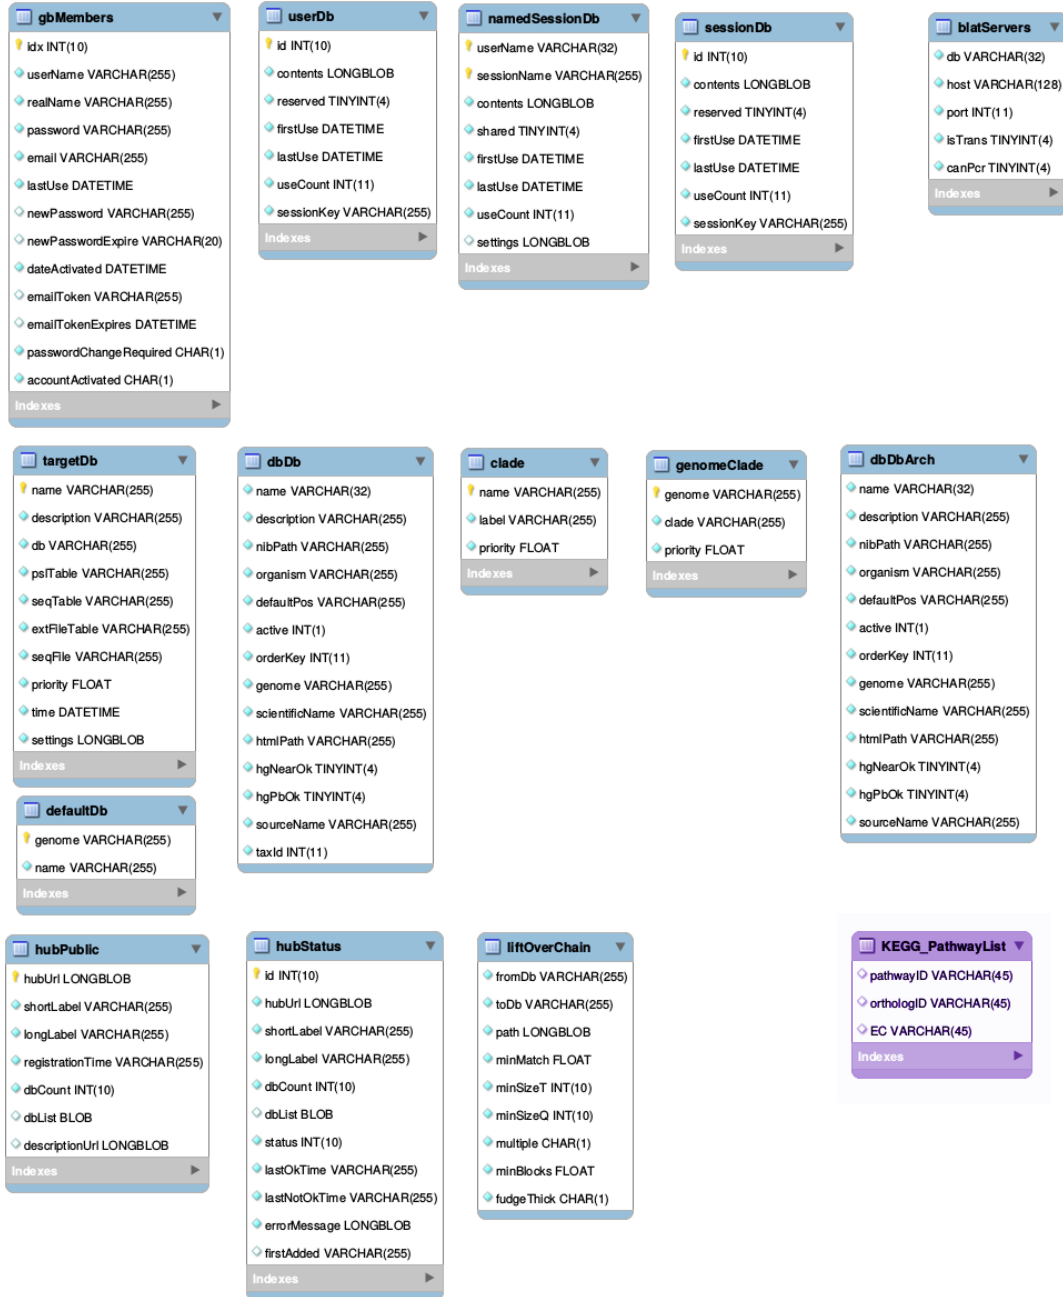 gbMembers
idx INT(10)
userName VARCHAR(255)
realName VARCHAR(255)
password VARCHAR(255)
email VARCHAR(255)
lastUse DATETIME
newPassword VARCHAR(255)
newPasswordExpire VARCHAR(20)
dateActivated DATETIME
emailToken VARCHAR(255)
emailTokenExpires DATETIME
passwordChangeRequired CHAR(1)
accountActivated CHAR(1)
Indexes
userDb
id INT(10)
contents LONGBLOB
reserved TINYINT(4)
firstUse DATETIME
lastUse DATETIME
useCount INT(11)
sessionKey VARCHAR(255)
Indexes
namedSessionDb
userName VARCHAR(32)
sessionName VARCHAR(255)
contents LONGBLOB
shared TINYINT(4)
firstUse DATETIME
lastUse DATETIME
useCount INT(11)
settings LONGBLOB
Indexes
sessionDb
id INT(10)
contents LONGBLOB
reserved TINYINT(4)
firstUse DATETIME
lastUse DATETIME
useCount INT(11)
sessionKey VARCHAR(255)
Indexes
blatServers
db VARCHAR(32)
host VARCHAR(128)
port INT(11)
isTrans TINYINT(4)
canPcr TINYINT(4)
Indexes
targetDb
name VARCHAR(255)
description VARCHAR(255)
db VARCHAR(255)
pslTable VARCHAR(255)
seqTable VARCHAR(255)
extFileTable VARCHAR(255)
seqFile VARCHAR(255)
priority FLOAT
time DATETIME
settings LONGBLOB
Indexes
dbDb
name VARCHAR(32)
description VARCHAR(255)
nibPath VARCHAR(255)
organism VARCHAR(255)
defaultPos VARCHAR(255)
active INT(1)
orderKey INT(11)
genome VARCHAR(255)
scientificName VARCHAR(255)
htmlPath VARCHAR(255)
hgNearOk TINYINT(4)
hgPbOk TINYINT(4)
sourceName VARCHAR(255)
taxId INT(11)
clade
name VARCHAR(255)
label VARCHAR(255)
priority FLOAT
Indexes
genomeClade
genome VARCHAR(255)
clade VARCHAR(255)
priority FLOAT
Indexes
dbDbArch
name VARCHAR(32)
description VARCHAR(255)
nibPath VARCHAR(255)
organism VARCHAR(255)
defaultPos VARCHAR(255)
active INT(1)
orderKey INT(11)
genome VARCHAR(255)
scientificName VARCHAR(255)
htmlPath VARCHAR(255)
hgNearOk TINYINT(4)
hgPbOk TINYINT(4)
sourceName VARCHAR(255)
defaultDb
genome VARCHAR(255)
name VARCHAR(255)
Indexes
hubPublic
hubUrl LONGBLOB
shortLabel VARCHAR(255)
longLabel VARCHAR(255)
registrationTime VARCHAR(255)
dbCount INT(10)
dbList BLOB
descriptionUrl LONGBLOB
Indexes
hubStatus
id INT(10)
hubUrl LONGBLOB
shortLabel VARCHAR(255)
longLabel VARCHAR(255)
dbCount INT(10)
dbList BLOB
status INT(10)
lastOkTime VARCHAR(255)
lastNotOkTime VARCHAR(255)
errorMessage LONGBLOB
firstAdded VARCHAR(255)
Indexes
liftOverChain
fromDb VARCHAR(255)
toDb VARCHAR(255)
path LONGBLOB
minMatch FLOAT
minSizeT INT(10)
minSizeQ INT(10)
multiple CHAR(1)
minBlocks FLOAT
fudgeThick CHAR(1)
KEGG_PathwayList
pathwayID VARCHAR(45)
orthologID VARCHAR(45)
EC VARCHAR(45)
Indexes